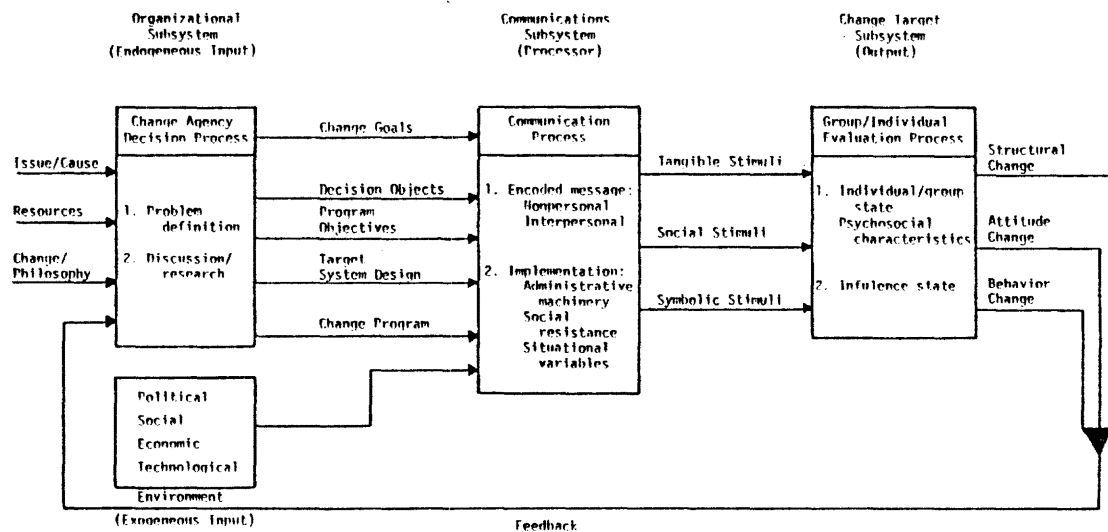 Organizational
Subsystem
(Endogeneous Input)
Communications
Subsystem
(Processor)
Change Target
Subsystem
(Output)
Change Agency
Decision Process
Issue/Cause
Resources
Change/
Philosophy
1. Problem
definition
2. Discussion/
research
Change Goals
Decision Objects
Program
Objectives
Target
System Design
Change Program
Communication
Process
1. Encoded message:
Nonpersonal
Interpersonal
2. Implementation:
Administrative
machinery
Social
resistance
Situational
variables
Tangible Stimuli
Social Stimuli
Symbolic Stimuli
Group/Individual
Evaluation Process
1. Individual/group
state
Psychosocial
characteristics
2. Infulence state
Structural
Change
Attitude
Change
Behavior
Change
Political
Social
Economic
Technological
Environment
(Exogeneous Input)
Feedback